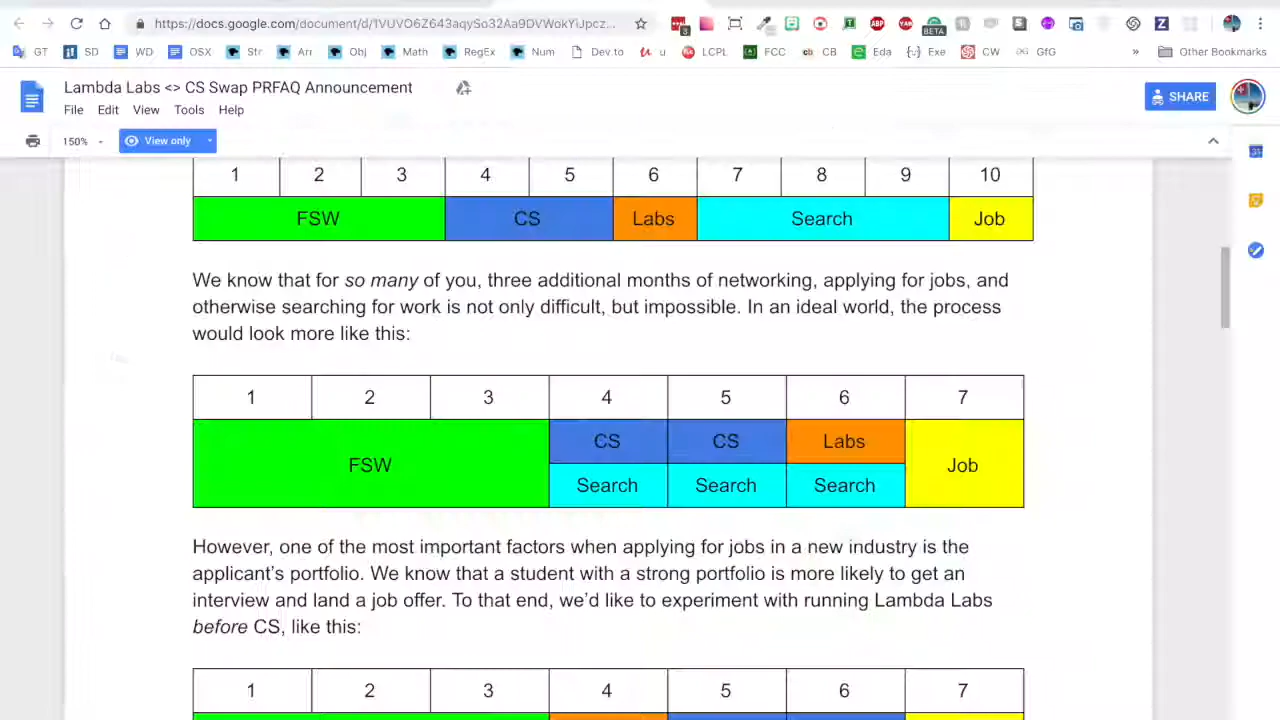 https://docs.google.com/document/d/1VUVO6Z643aqySo32Aa9DVWokYiJpcz...
GT SD WD OSX Str Arr Obj Math RegEx Num Dev.to u LCPL FCC CB Eda Exe CW GfG » Other Bookmarks
Lambda Labs <> CS Swap PRFAQ Announcement
File Edit View Tools Help
SHARE
150% View only
1 2 3 4 5 6 7 8 9 10
FSW CS Labs Search Job
We know that for so many of you, three additional months of networking, applying for jobs, and
otherwise searching for work is not only difficult, but impossible. In an ideal world, the process
would look more like this:
1 2 3 4 5 6 7
CS CS Labs
FSW Job
Search Search Search
However, one of the most important factors when applying for jobs in a new industry is the
applicant's portfolio. We know that a student with a strong portfolio is more likely to get an
interview and land a job offer. To that end, we'd like to experiment with running Lambda Labs
before CS, like this:
1 2 3 4 5 6 7